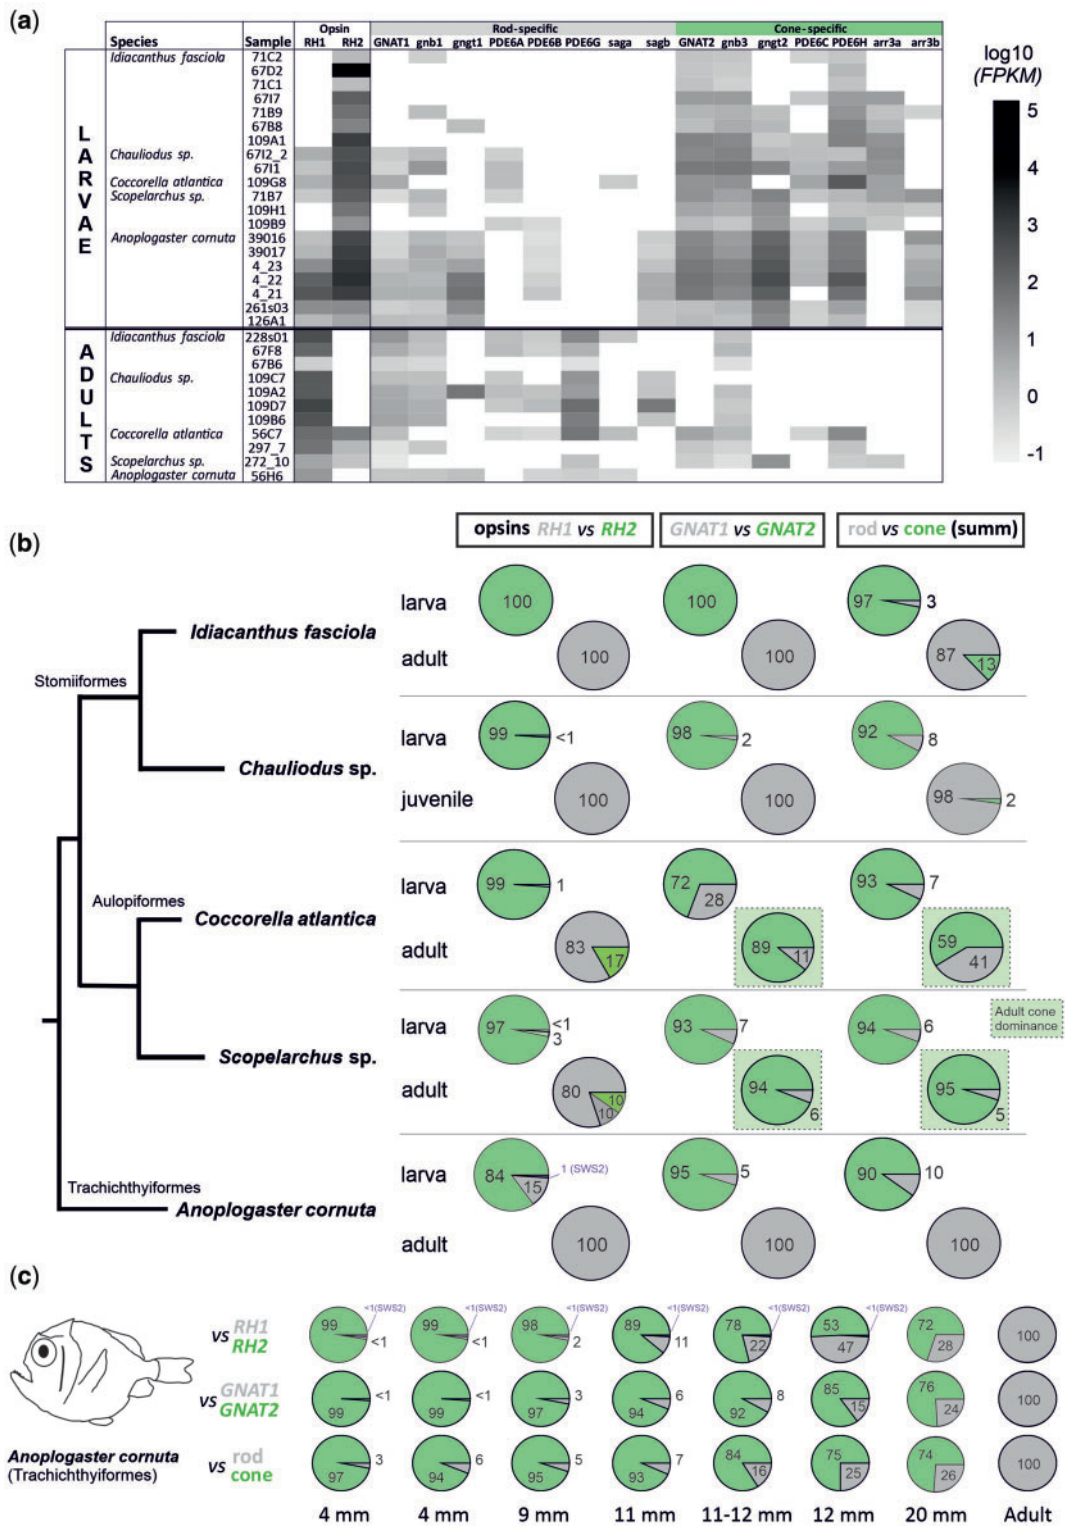 (a)
Opsin Rod-specific Cone-specific
Species Sample RH1 RH2 GNAT1 gnb1 gngt1 PDE6A PDE6B PDE6G saga sagb GNAT2 gnb3 gngt2 PDE6C PDE6H arr3a arr3b
LARVAE
Idiacanthus fasciola 71C2
67D2
71C1
67I7
71B9
67B8
109A1
Chauliodus sp. 67I2_2
67I1
Coccorella atlantica 109G8
Scopelarchus sp. 71B7
109H1
109B9
Anoplogaster cornuta 39016
39017
4_23
4_22
4_21
261s03
126A1
ADULTS
Idiacanthus fasciola 228s01
67F8
67B6
Chauliodus sp. 109C7
109A2
109D7
109B6
Coccorella atlantica 56C7
297_7
Scopelarchus sp. 272_10
Anoplogaster cornuta 56H6
log10
(FPKM)
5
4
3
2
1
0
-1
(b)
opsins RH1 vs RH2 GNAT1 vs GNAT2 rod vs cone (summ)
Stomiiformes
Idiacanthus fasciola
larva 100 100 97 3
adult 100 100 87 13
Chauliodus sp.
larva 99 <1 98 2 92 8
juvenile 100 100 98 2
Aulopiformes
Coccorella atlantica
larva 99 1 72 28 93 7
adult 83 17 89 11 59 41
Scopelarchus sp.
larva 97 <1 3 93 7 94 6
adult 80 10 10 94 6 95 5
Adult cone
dominance
Trachichthyiformes
Anoplogaster cornuta
larva 84 15 1 (SWS2) 95 5 90 10
adult 100 100 100
(c)
<1(SWS2) <1(SWS2) <1(SWS2) <1(SWS2) <1(SWS2)
vs RH1
RH2
99 <1 99 <1 98 2 89 11 78 22 53 47 72 28 100
vs GNAT1
GNAT2
99 <1 99 <1 97 3 94 6 92 8 85 15 76 24 100
Anoplogaster cornuta
(Trachichthyiformes)
vs rod
cone
97 3 94 6 95 5 93 7 84 16 75 25 74 26 100
4 mm 4 mm 9 mm 11 mm 11-12 mm 12 mm 20 mm Adult